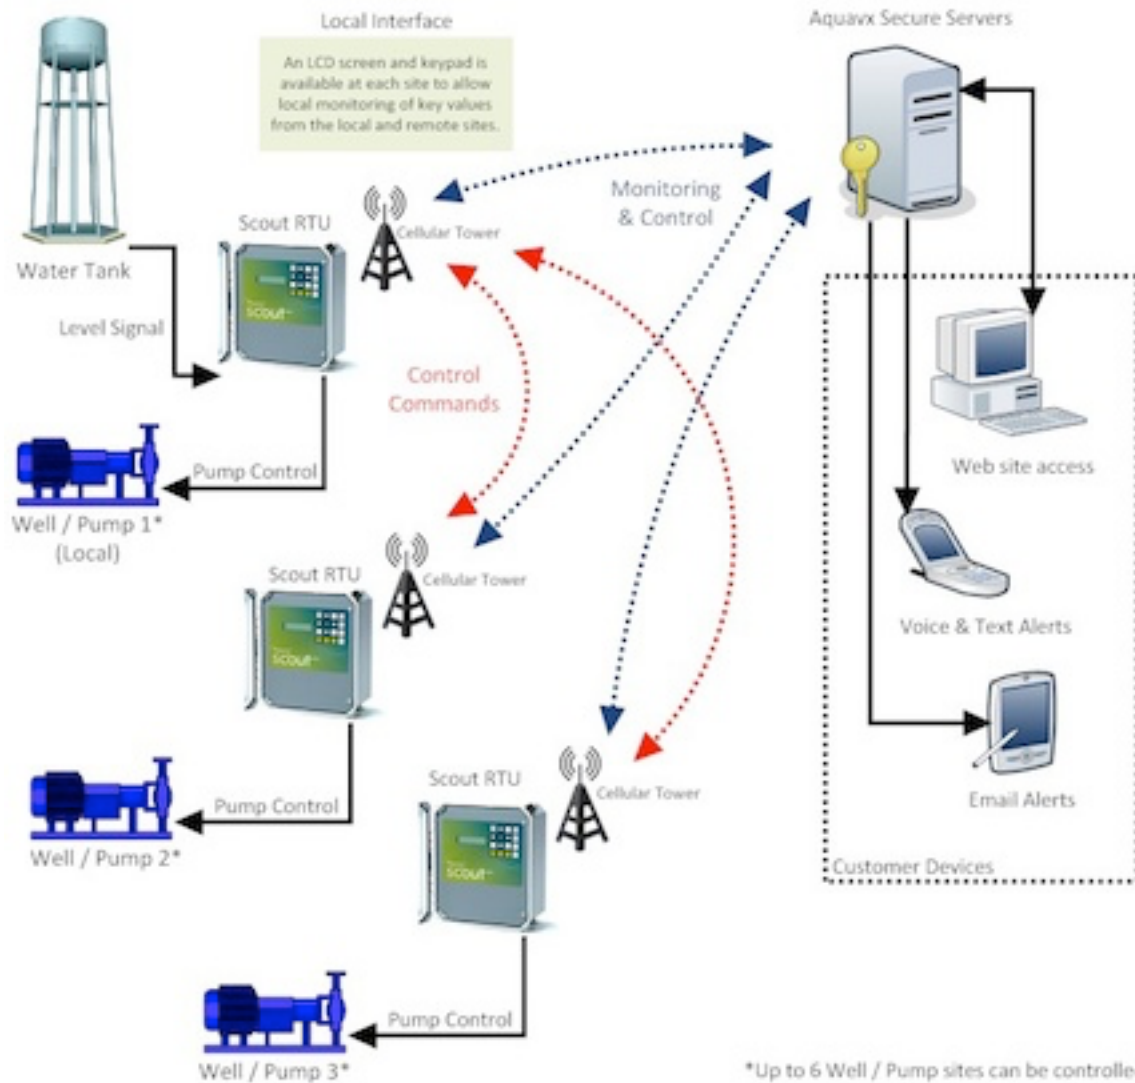 Local Interface
An LCD screen and keypad is
available at each site to allow
local monitoring of key values
from the local and remote sites.
Aquavx Secure Servers
Monitoring
& Control
Scout RTU
Cellular Tower
scout
Water Tank
Level Signal
Control
Commands
Pump Control
Well / Pump 1*
(Local)
Web site access
Scout RTU
Cellular Tower
scout
Voice & Text Alerts
Pump Control
Well / Pump 2*
Scout RTU
Cellular Tower
scout
Email Alerts
Customer Devices
Pump Control
Well / Pump 3*
*Up to 6 Well / Pump sites can be controlle